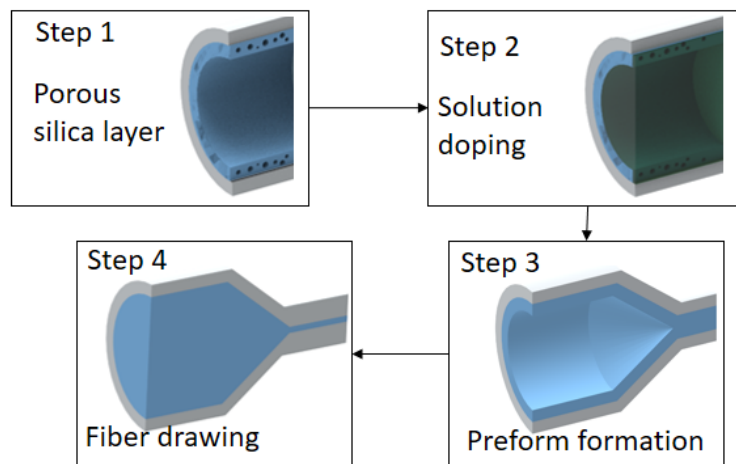 Step 1
Porous
silica layer
Step 2
Solution
doping
Step 4
Fiber drawing
Step 3
Preform formation